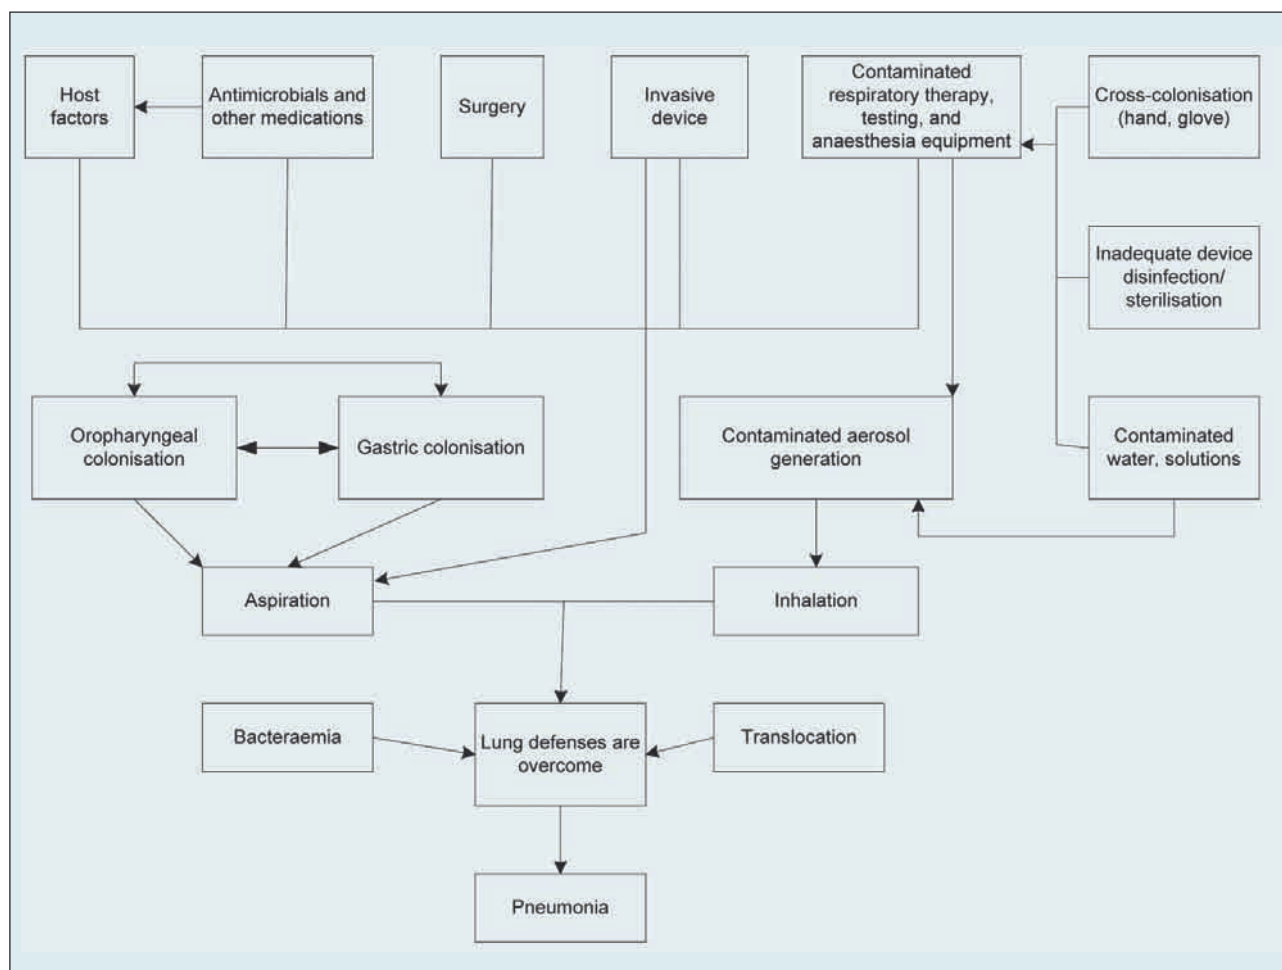 Host
factors
Antimicrobials and
other medications
Surgery
Invasive
device
Contaminated
respiratory therapy,
testing, and
anaesthesia equipment
Cross-colonisation
(hand, glove)
Inadequate device
disinfection/
sterilisation
Oropharyngeal
colonisation
Gastric colonisation
Contaminated aerosol
generation
Contaminated
water, solutions
Aspiration
Inhalation
Bacteraemia
Lung defenses are
overcome
Translocation
Pneumonia